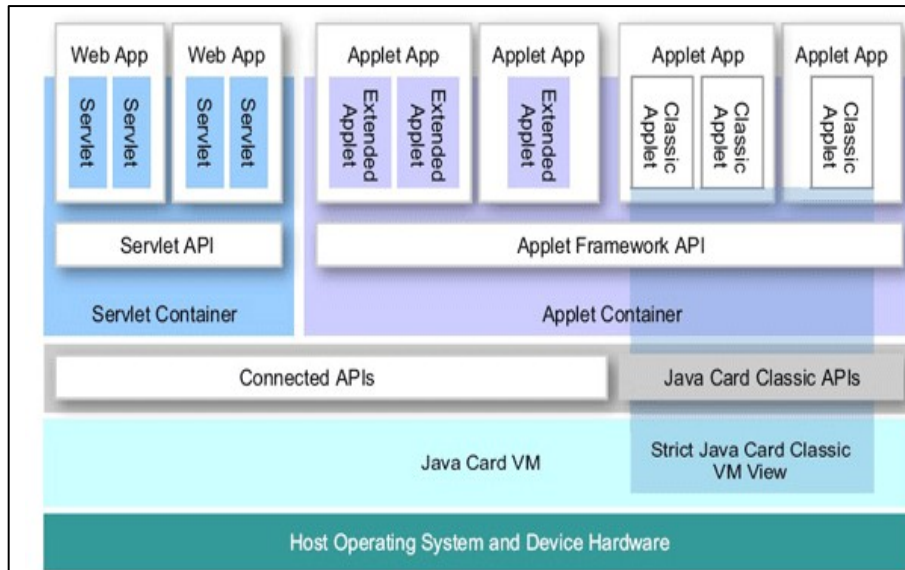 Web App
Web App
Applet App
Applet App
Applet App
Applet App
Servlet
Servlet
Servlet
Servlet
Extended
Applet
Extended
Applet
Extended
Applet
Classic
Applet
Classic
Applet
Classic
Applet
Servlet API
Applet Framework API
Servlet Container
Applet Container
Connected APIs
Java Card Classic APIs
Java Card VM
Strict Java Card Classic
VM View
Host Operating System and Device Hardware